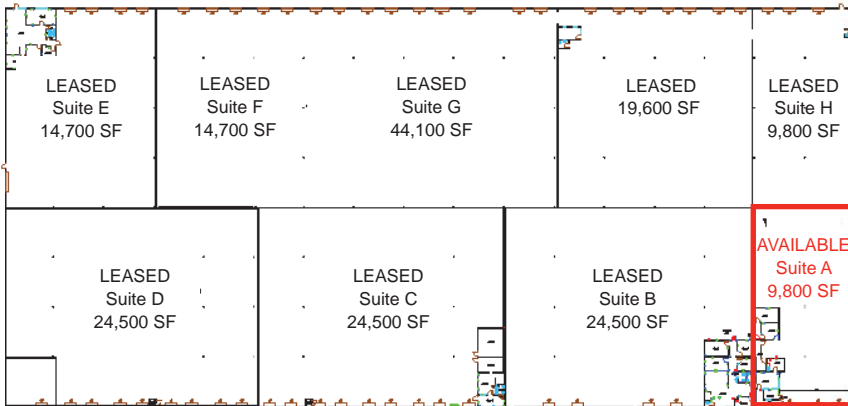 LEASED
Suite E
14,700 SF
LEASED
Suite F
14,700 SF
LEASED
Suite G
44,100 SF
LEASED
19,600 SF
LEASED
Suite H
9,800 SF
LEASED
Suite D
24,500 SF
LEASED
Suite C
24,500 SF
LEASED
Suite B
24,500 SF
AVAILABLE
Suite A
9,800 SF